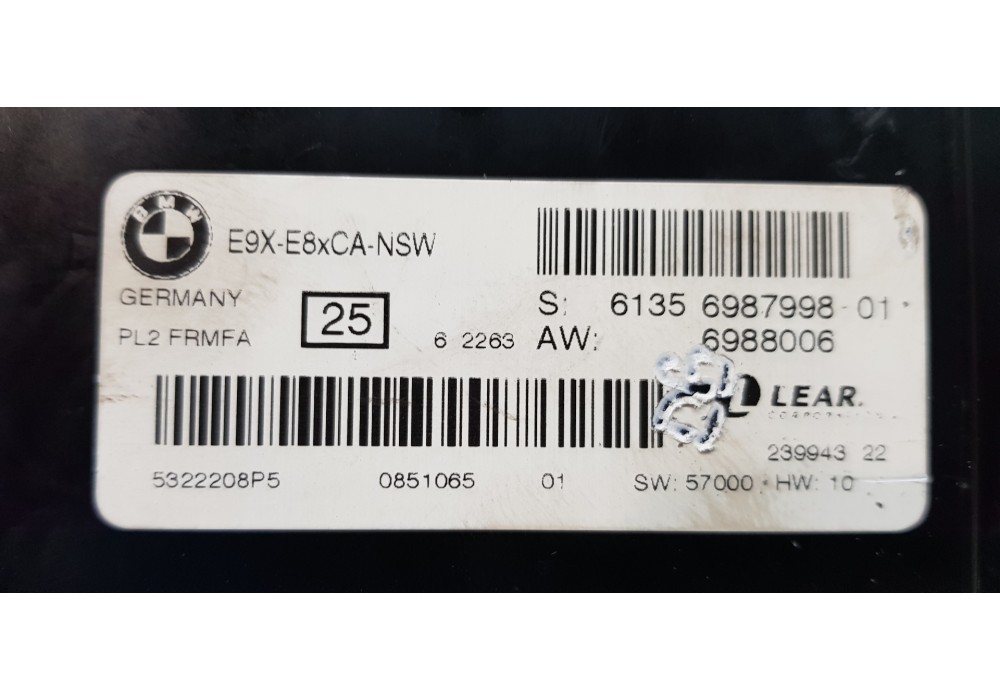 BMW
E9X-E8xCA-NSW
GERMANY
PL2 FRMFA
25
6 2263
S: 6135 6987998-01
AW: 6988006
LEAR.
CORPORATION
239943 22
5322208P5 0851065 01 SW: 57000 HW: 10